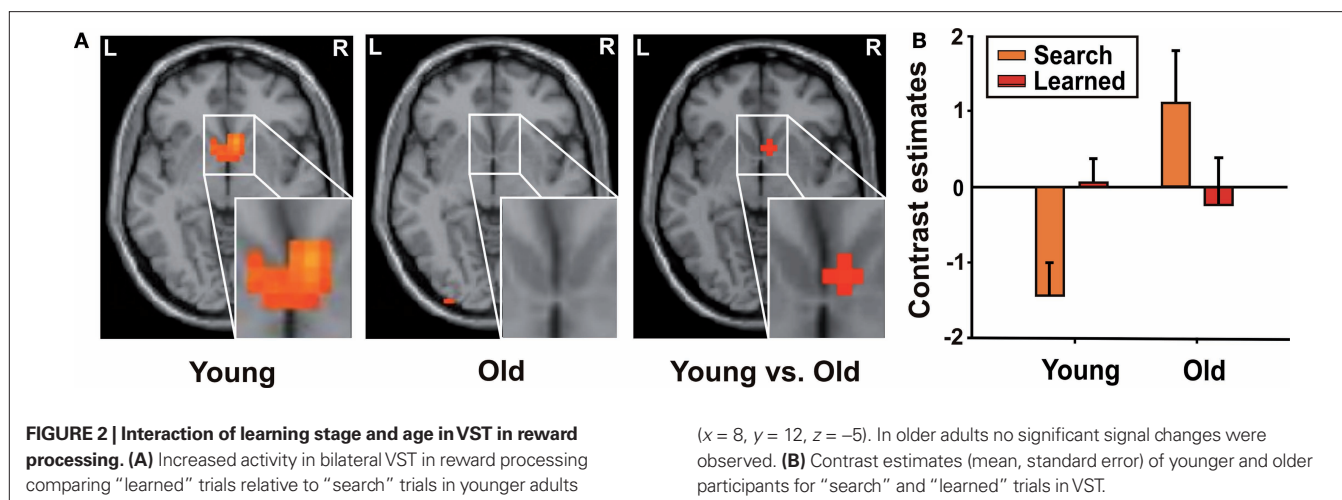 A
L
R
L
R
L
R
Young
Old
Young vs. Old
B
2
1
0
-1
-2
Contrast estimates
Search
Learned
Young
Old
FIGURE 2 | Interaction of learning stage and age in VST in reward
processing. (A) Increased activity in bilateral VST in reward processing
comparing “learned” trials relative to “search” trials in younger adults
(x = 8, y = 12, z = –5). In older adults no significant signal changes were
observed. (B) Contrast estimates (mean, standard error) of younger and older
participants for “search” and “learned” trials in VST.